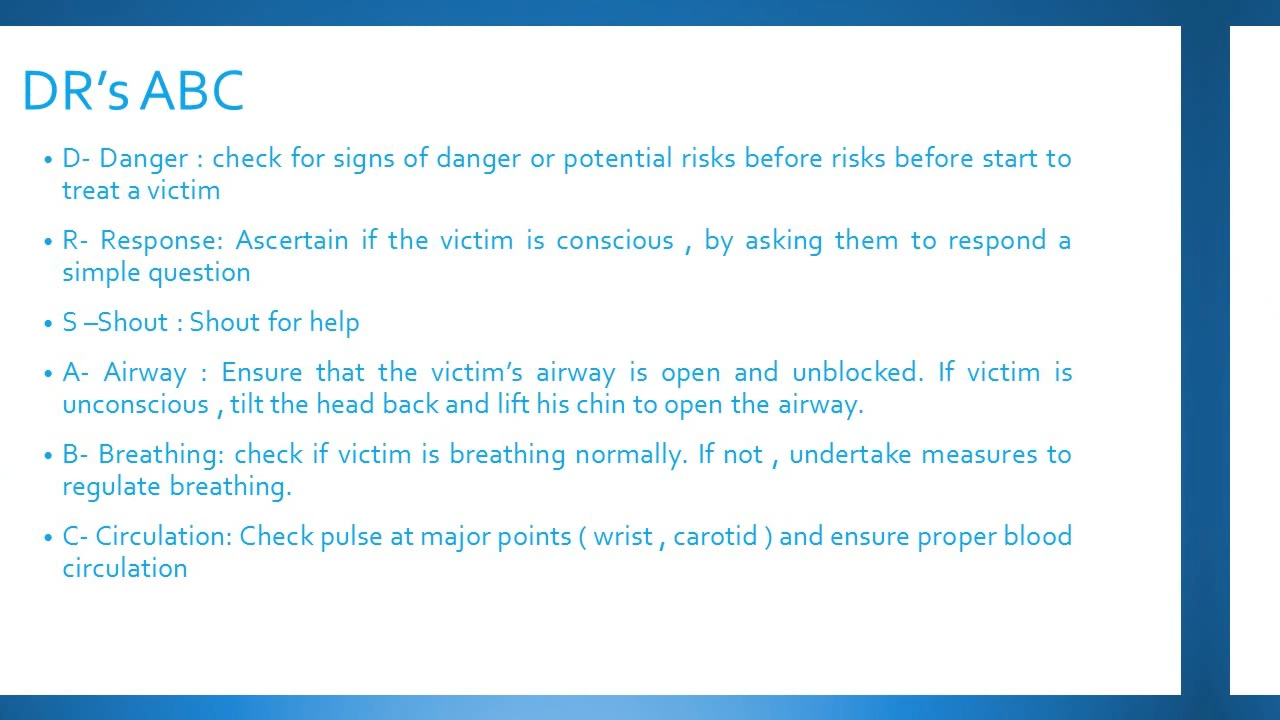 DR’s ABC
• D- Danger : check for signs of danger or potential risks before risks before start to
treat a victim
• R- Response: Ascertain if the victim is conscious , by asking them to respond a
simple question
• S –Shout : Shout for help
• A- Airway : Ensure that the victim’s airway is open and unblocked. If victim is
unconscious , tilt the head back and lift his chin to open the airway.
• B- Breathing: check if victim is breathing normally. If not , undertake measures to
regulate breathing.
• C- Circulation: Check pulse at major points ( wrist , carotid ) and ensure proper blood
circulation